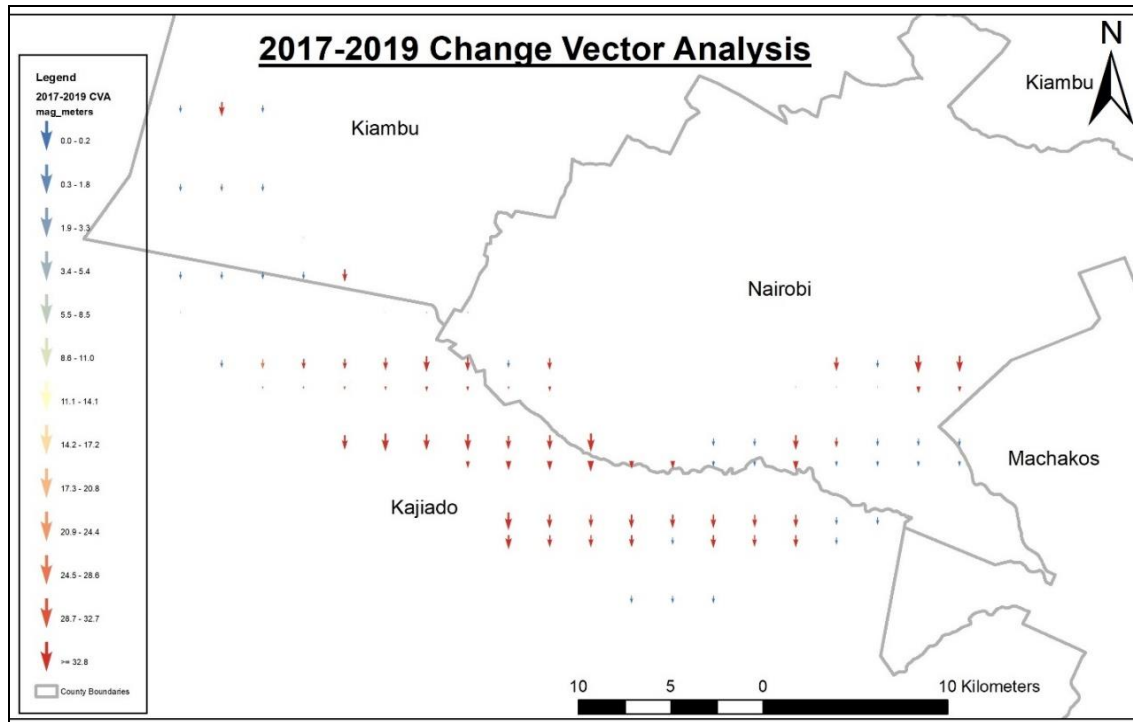 2017-2019 Change Vector Analysis
N
Legend
2017-2019 CVA
mag_meters
0.0 - 0.2
0.3 - 1.8
1.9 - 3.3
3.4 - 5.4
5.5 - 8.5
8.6 - 11.0
11.1 - 14.1
14.2 - 17.2
17.3 - 20.8
20.9 - 24.4
24.5 - 28.6
28.7 - 32.7
>= 32.8
County Boundaries
Kiambu
Kiambu
Nairobi
Machakos
Kajiado
10 5 0 10 Kilometers